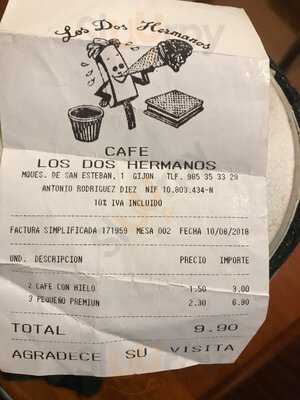 Los Dos Hermanos
CAFE
LOS DOS HERMANOS
MQUES. DE SAN ESTEBAN, 1 GIJON TLF. 985 35 33 29
ANTONIO RODRIGUEZ DIEZ NIF 10.803.434-N
10% IVA INCLUIDO
FACTURA SIMPLIFICADA 171959 MESA 002 FECHA 10/08/2018
UND. DESCRIPCION PRECIO IMPORTE
2 CAFE CON HIELO 1.50 3.00
3 PEQUEÑO PREMIUN 2.30 6.90
TOTAL 9.90
AGRADECE SU VISITA